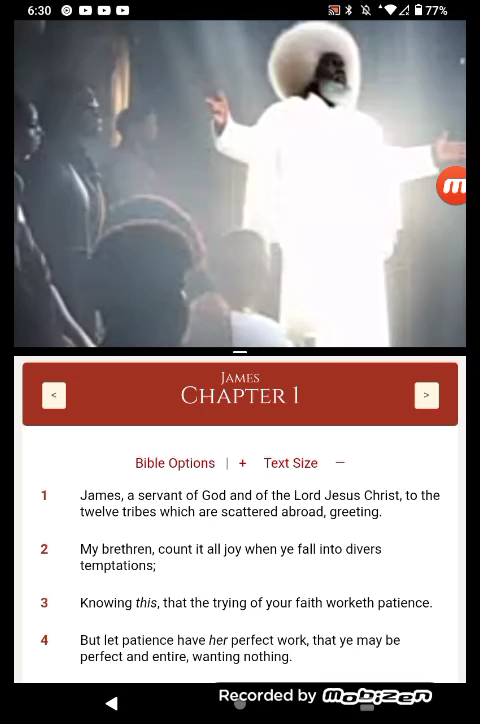 6:30 77%
James
Chapter 1
< >
Bible Options | + Text Size –
1 James, a servant of God and of the Lord Jesus Christ, to the
twelve tribes which are scattered abroad, greeting.
2 My brethren, count it all joy when ye fall into divers
temptations;
3 Knowing this, that the trying of your faith worketh patience.
4 But let patience have her perfect work, that ye may be
perfect and entire, wanting nothing.
Recorded by Mobizen